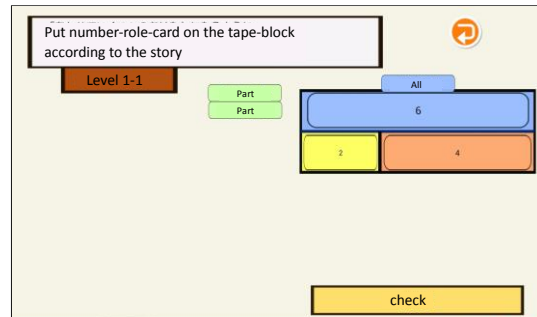 Put number-role-card on the tape-block
according to the story
Level 1-1
Part
Part
All
6
2
4
check